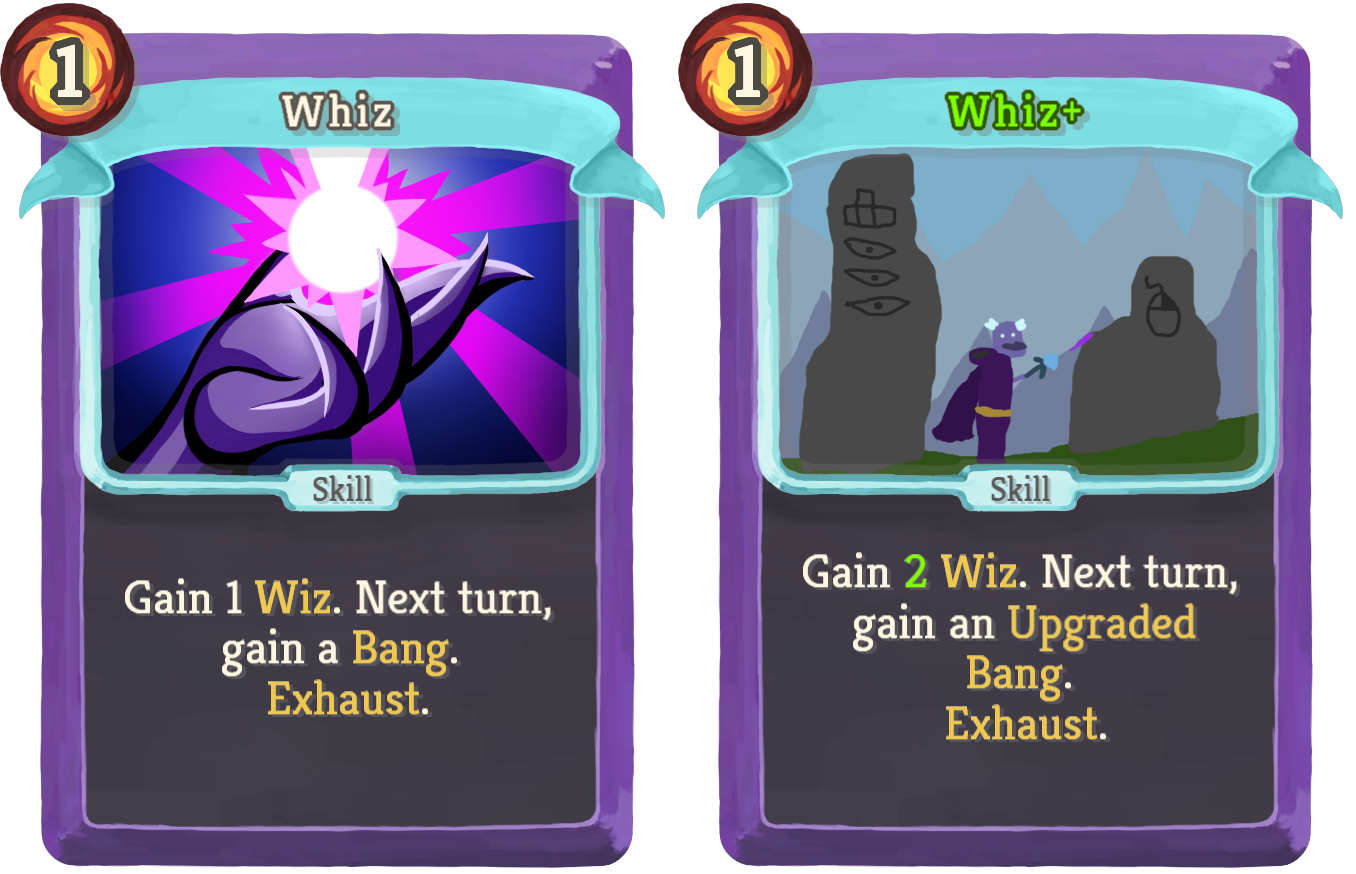 1
Whiz
Skill
Gain 1 Wiz. Next turn,
gain a Bang.
Exhaust.
1
Whiz+
Skill
Gain 2 Wiz. Next turn,
gain an Upgraded
Bang.
Exhaust.